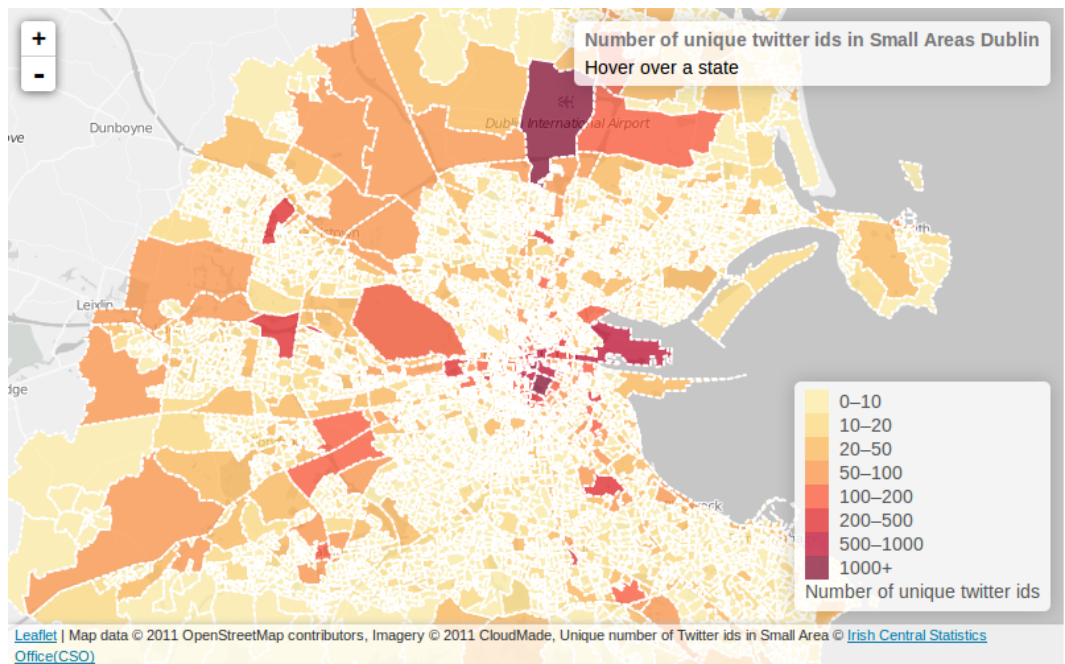 +
-
Number of unique twitter ids in Small Areas Dublin
Hover over a state
Dunboyne
Dublin International Airport
Leixlip
0–10
10–20
20–50
50–100
100–200
200–500
500–1000
1000+
Number of unique twitter ids
Leaflet | Map data © 2011 OpenStreetMap contributors, Imagery © 2011 CloudMade, Unique number of Twitter ids in Small Area © Irish Central Statistics
Office(CSO)